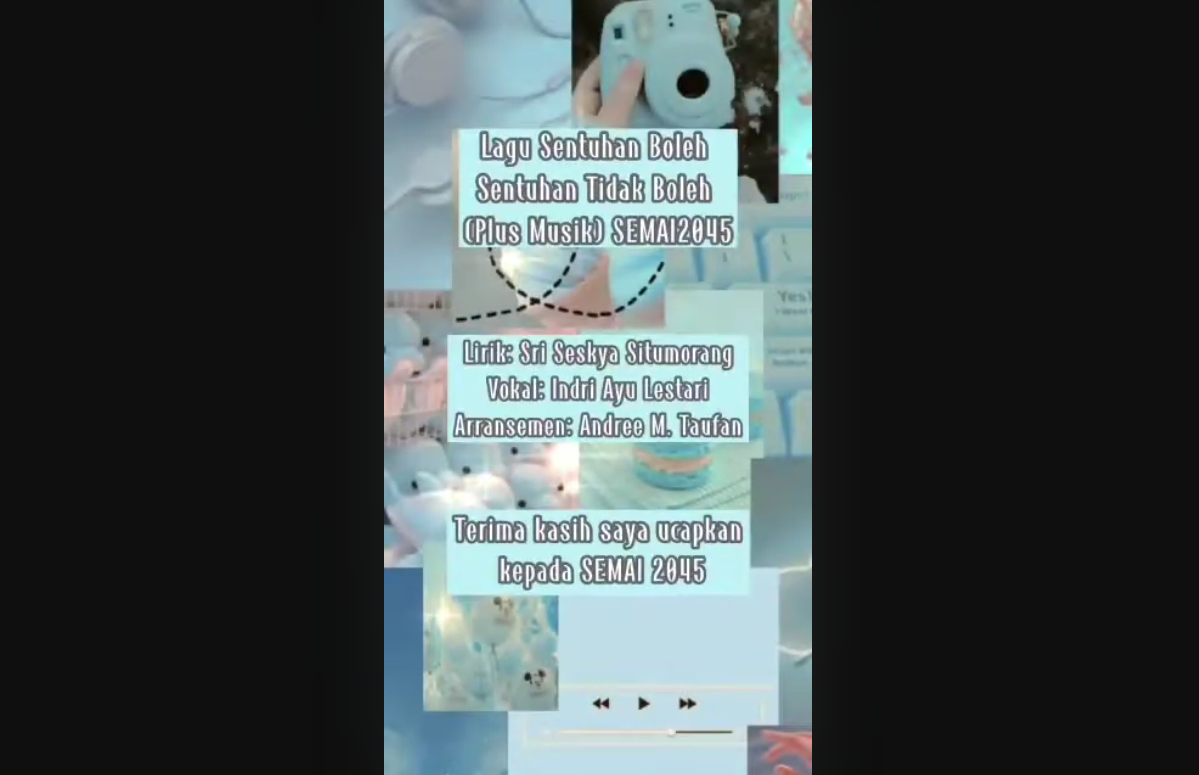 Lagu Sentuhan Boleh
Sentuhan Tidak Boleh
(Plus Musik) SEMAI2045
Yes
Lirik: Sri Seskya Situmorang
Vokal: Indri Ayu Lestari
Arransemen: Andree M. Taufan
Terima kasih saya ucapkan
kepada SEMAI 2045